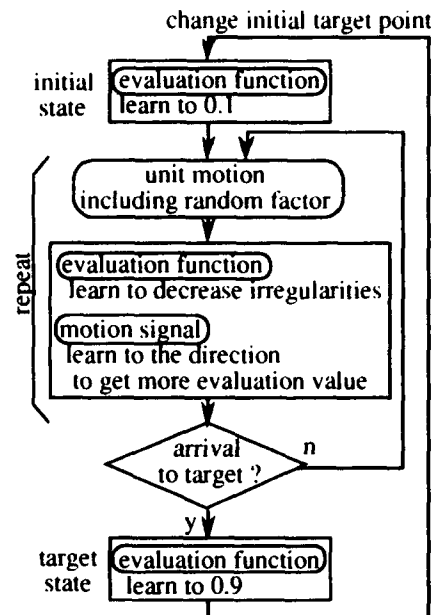 change initial target point
initial
state
evaluation function
learn to 0.1
unit motion
including random factor
repeat
evaluation function
learn to decrease irregularities
motion signal
learn to the direction
to get more evaluation value
arrival
to target ?
n
y
target
state
evaluation function
learn to 0.9